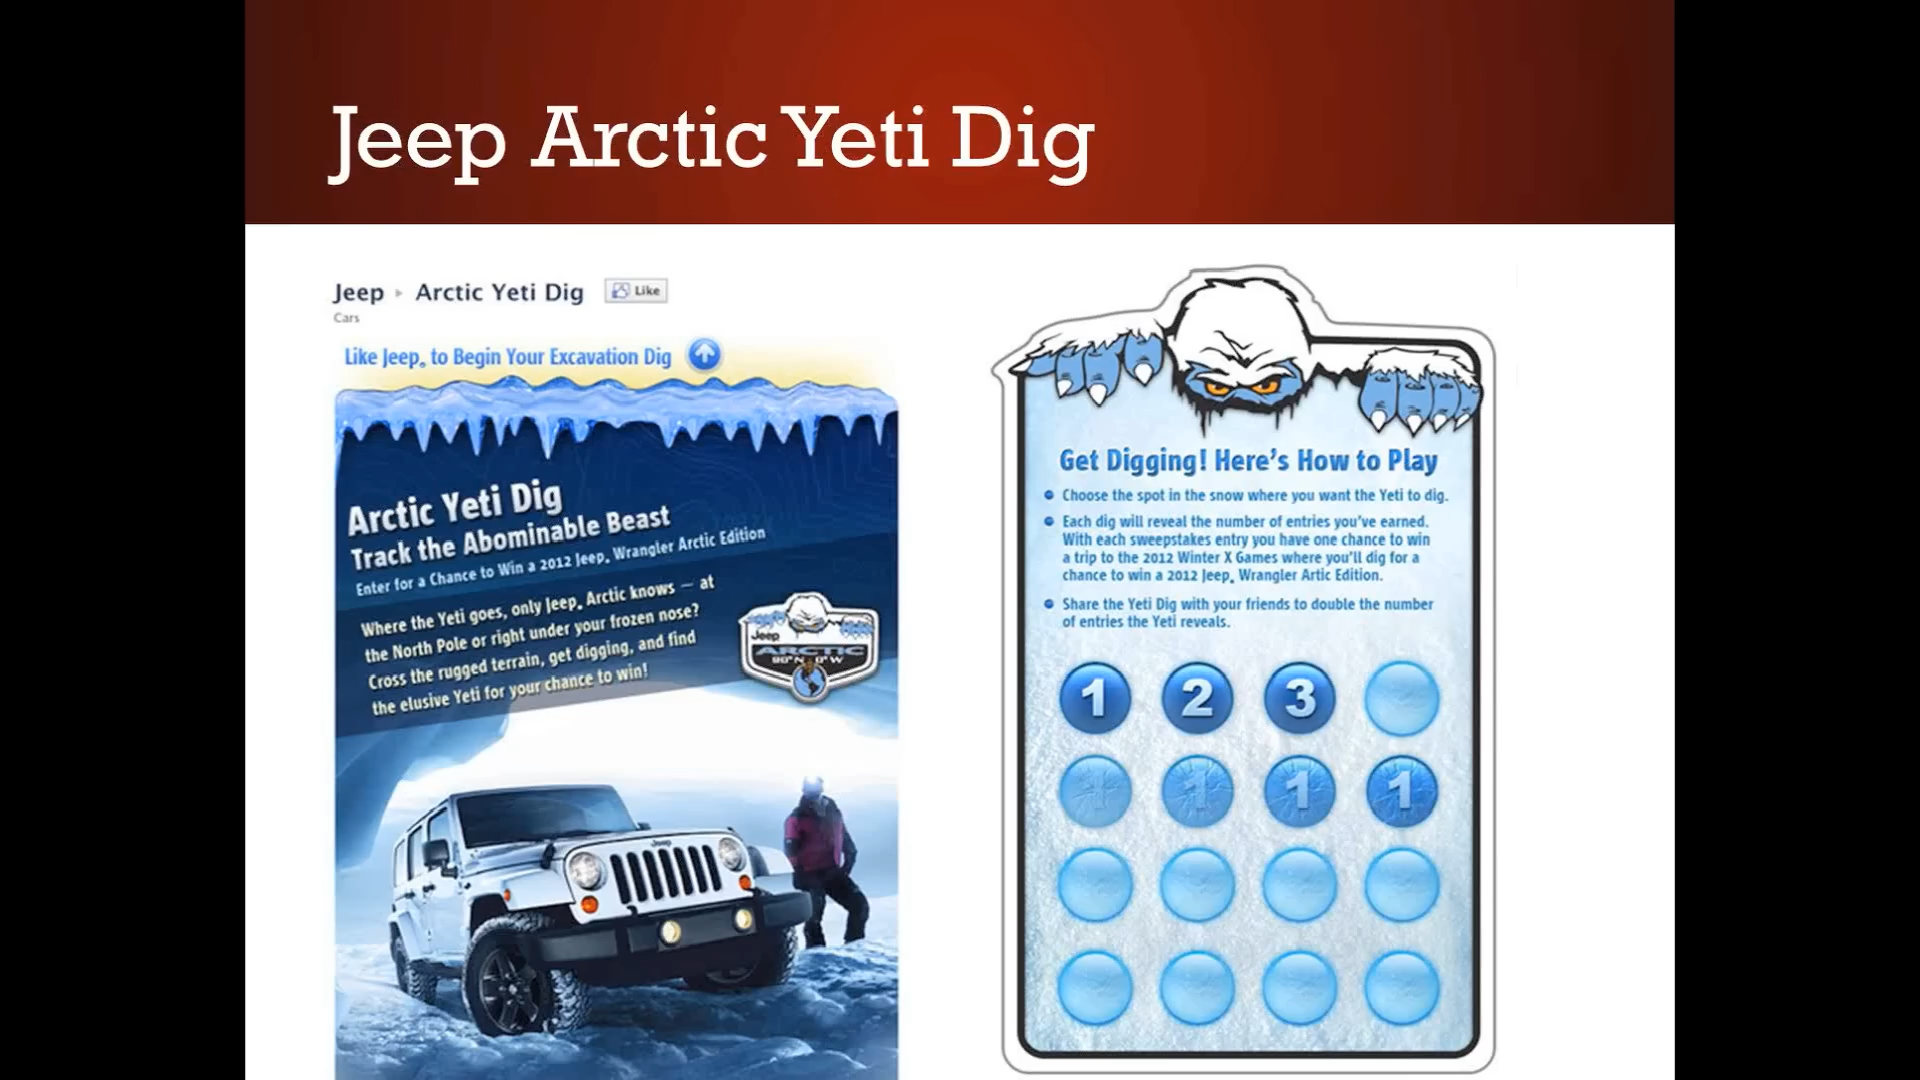 Jeep Arctic Yeti Dig
Jeep ▸ Arctic Yeti Dig Like
Cars
Like Jeep® to Begin Your Excavation Dig
Arctic Yeti Dig
Track the Abominable Beast
Enter for a Chance to Win a 2012 Jeep® Wrangler Arctic Edition
Where the Yeti goes, only Jeep® Arctic knows — at
the North Pole or right under your frozen nose?
Cross the rugged terrain, get digging, and find
the elusive Yeti for your chance to win!
Jeep
ARCTIC
90°N 0°W
Jeep
Get Digging! Here's How to Play
Choose the spot in the snow where you want the Yeti to dig.
Each dig will reveal the number of entries you've earned.
With each sweepstakes entry you have one chance to win
a trip to the 2012 Winter X Games where you'll dig for a
chance to win a 2012 Jeep® Wrangler Artic Edition.
Share the Yeti Dig with your friends to double the number
of entries the Yeti reveals.
1 2 3
1 1 1 1